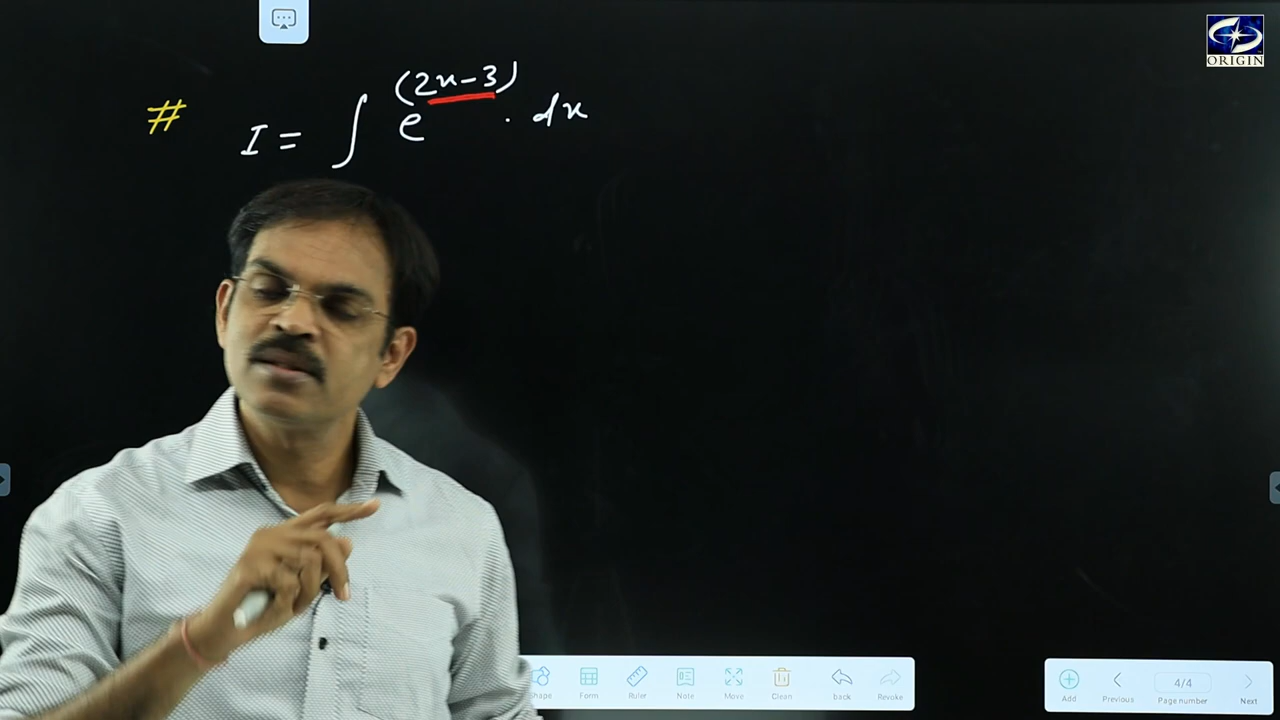 ORIGIN
# I = ∫ e^(2x-3) . dx
Shape Form Ruler Note Move Clean back Revoke
Add Previous 4/4 Page number Next